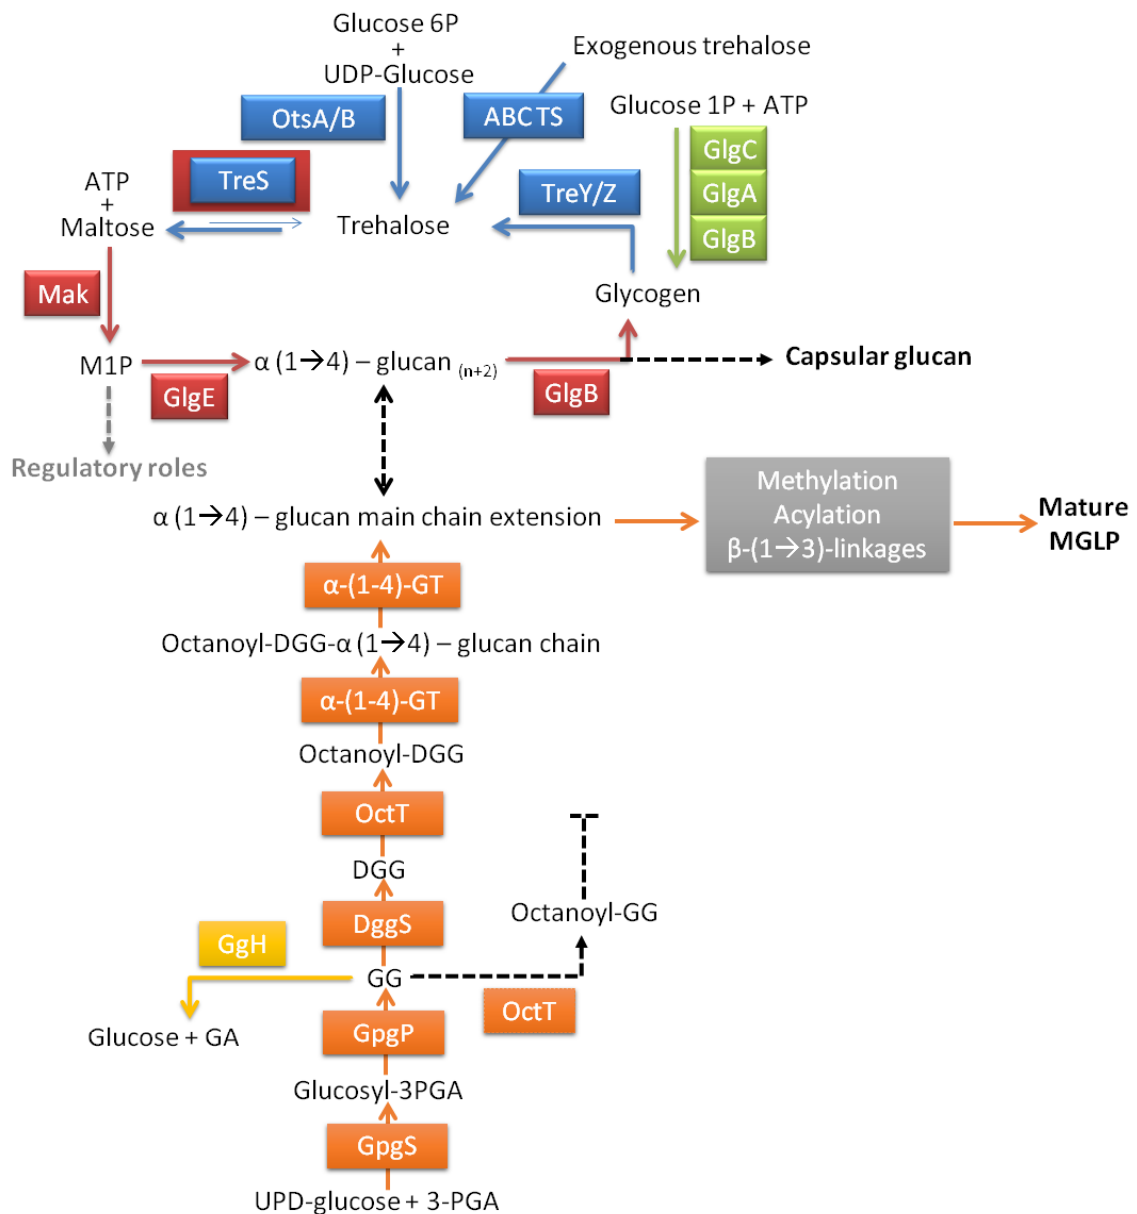 Glucose 6P
+
UDP-Glucose
Exogenous trehalose
Glucose 1P + ATP
OtsA/B
ABC TS
GlgC
GlgA
GlgB
TreS
TreY/Z
ATP
+
Maltose
Trehalose
Mak
Glycogen
M1P
α (1→4) – glucan (n+2)
Capsular glucan
GlgE
GlgB
Regulatory roles
α (1→4) – glucan main chain extension
Methylation
Acylation
β-(1→3)-linkages
Mature
MGLP
α-(1-4)-GT
Octanoyl-DGG-α (1→4) – glucan chain
α-(1-4)-GT
Octanoyl-DGG
OctT
DGG
Octanoyl-GG
DggS
GgH
GG
OctT
Glucose + GA
GpgP
Glucosyl-3PGA
GpgS
UPD-glucose + 3-PGA